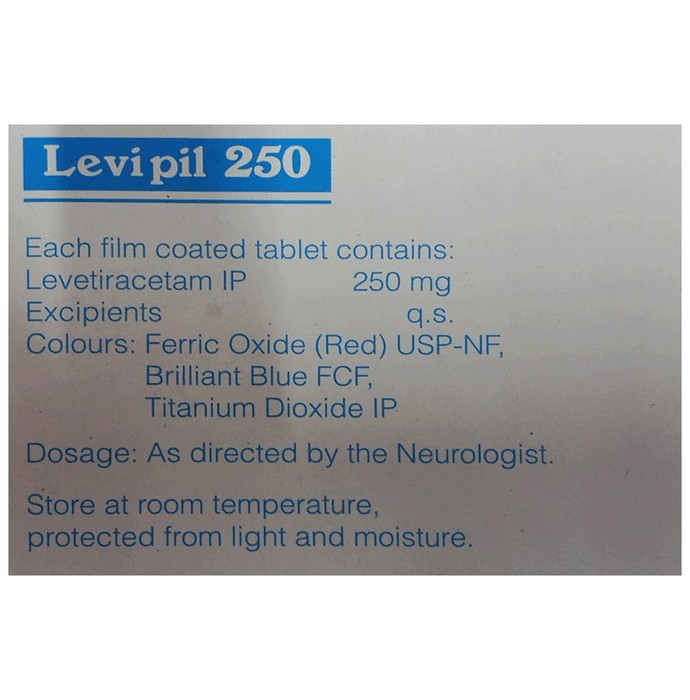 Levipil 250
Each film coated tablet contains:
Levetiracetam IP 250 mg
Excipients q.s.
Colours: Ferric Oxide (Red) USP-NF,
Brilliant Blue FCF,
Titanium Dioxide IP
Dosage: As directed by the Neurologist.
Store at room temperature,
protected from light and moisture.